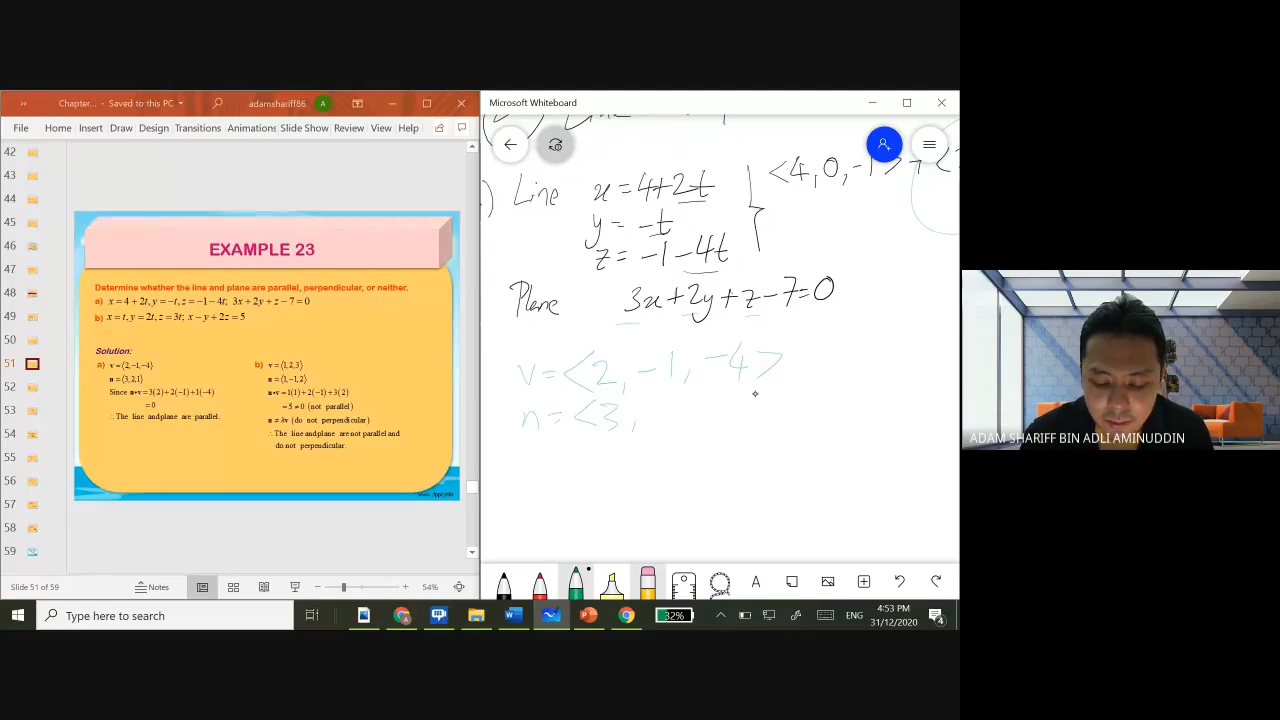 Chapter... - Saved to this PC
adamshariff86
A
File Home Insert Draw Design Transitions Animations Slide Show Review View Help
42
43
44
45
46
47
48
49
50
51
52
53
54
55
56
57
58
59
EXAMPLE 23
Determine whether the line and plane are parallel, perpendicular, or neither.
a) x = 4 + 2t, y = -t, z = -1 - 4t; 3x + 2y + z - 7 = 0
b) x = t, y = 2t, z = 3t; x - y + 2z = 5
Solution:
a) v = ⟨2, -1, -4⟩
n = ⟨3, 2, 1⟩
Since n•v = 3(2) + 2(-1) + 1(-4)
= 0
∴ The line and plane are parallel.
b) v = ⟨1, 2, 3⟩
n = ⟨1, -1, 2⟩
n•v = 1(1) + 2(-1) + 3(2)
= 5 ≠ 0 (not parallel)
n ≠ λv (do not perpendicular)
∴ The line and plane are not parallel and
do not perpendicular.
Slide 51 of 59
Notes
54%
Microsoft Whiteboard
Line x = 4+2t
y = -t
z = -1 - 4t
<4, 0, -1> + <
Plane 3x + 2y + z - 7 = 0
v = <2, -1, -4>
n = <3,
ADAM SHARIFF BIN ADLI AMINUDDIN
Type here to search
32%
ENG
4:53 PM
31/12/2020
4